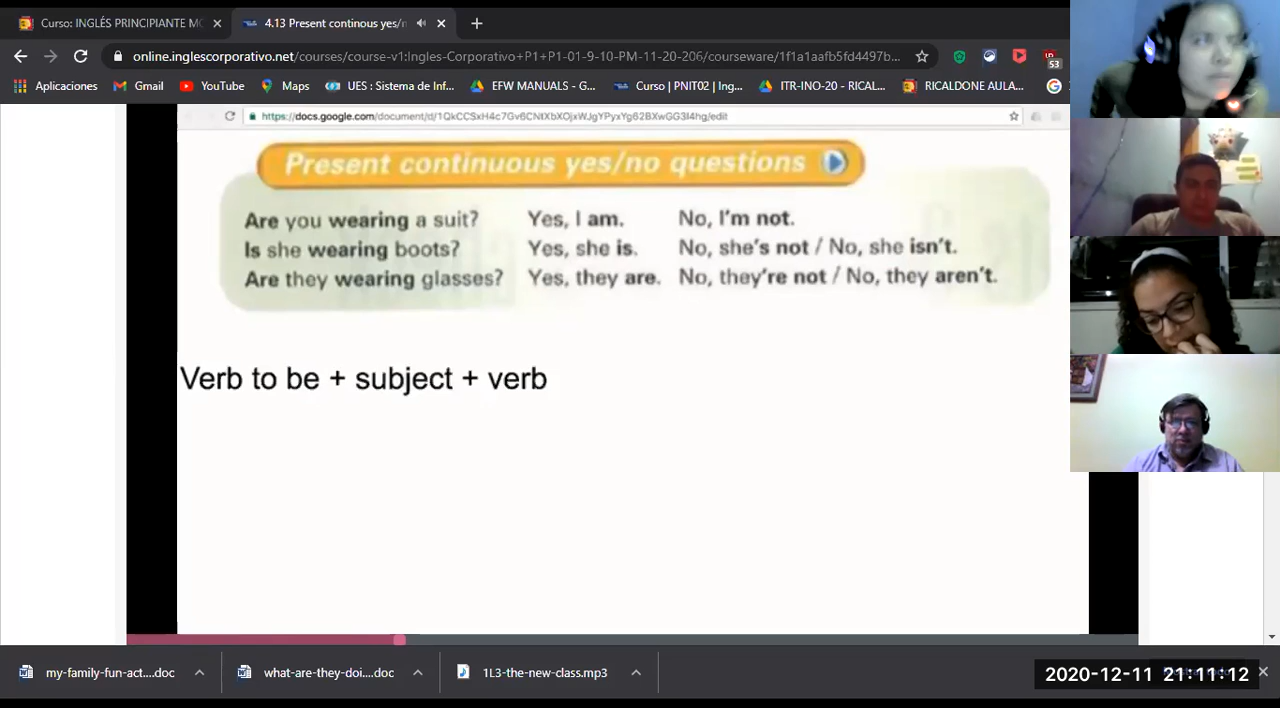 Curso: INGLÉS PRINCIPIANTE MO
4.13 Present continous yes/n
online.inglescorporativo.net/courses/course-v1:Ingles-Corporativo+P1+P1-01-9-10-PM-11-20-206/courseware/1f1a1aafb5fd4497b...
53
Aplicaciones Gmail YouTube Maps UES : Sistema de Inf... EFW MANUALS - G... Curso | PNIT02 | Ing... ITR-INO-20 - RICAL... RICALDONE AULA...
Present continuous yes/no questions
Are you wearing a suit? Yes, I am. No, I'm not.
Is she wearing boots? Yes, she is. No, she's not / No, she isn't.
Are they wearing glasses? Yes, they are. No, they're not / No, they aren't.
Verb to be + subject + verb
my-family-fun-act....doc what-are-they-doi....doc 1L3-the-new-class.mp3
2020-12-11 21:11:12